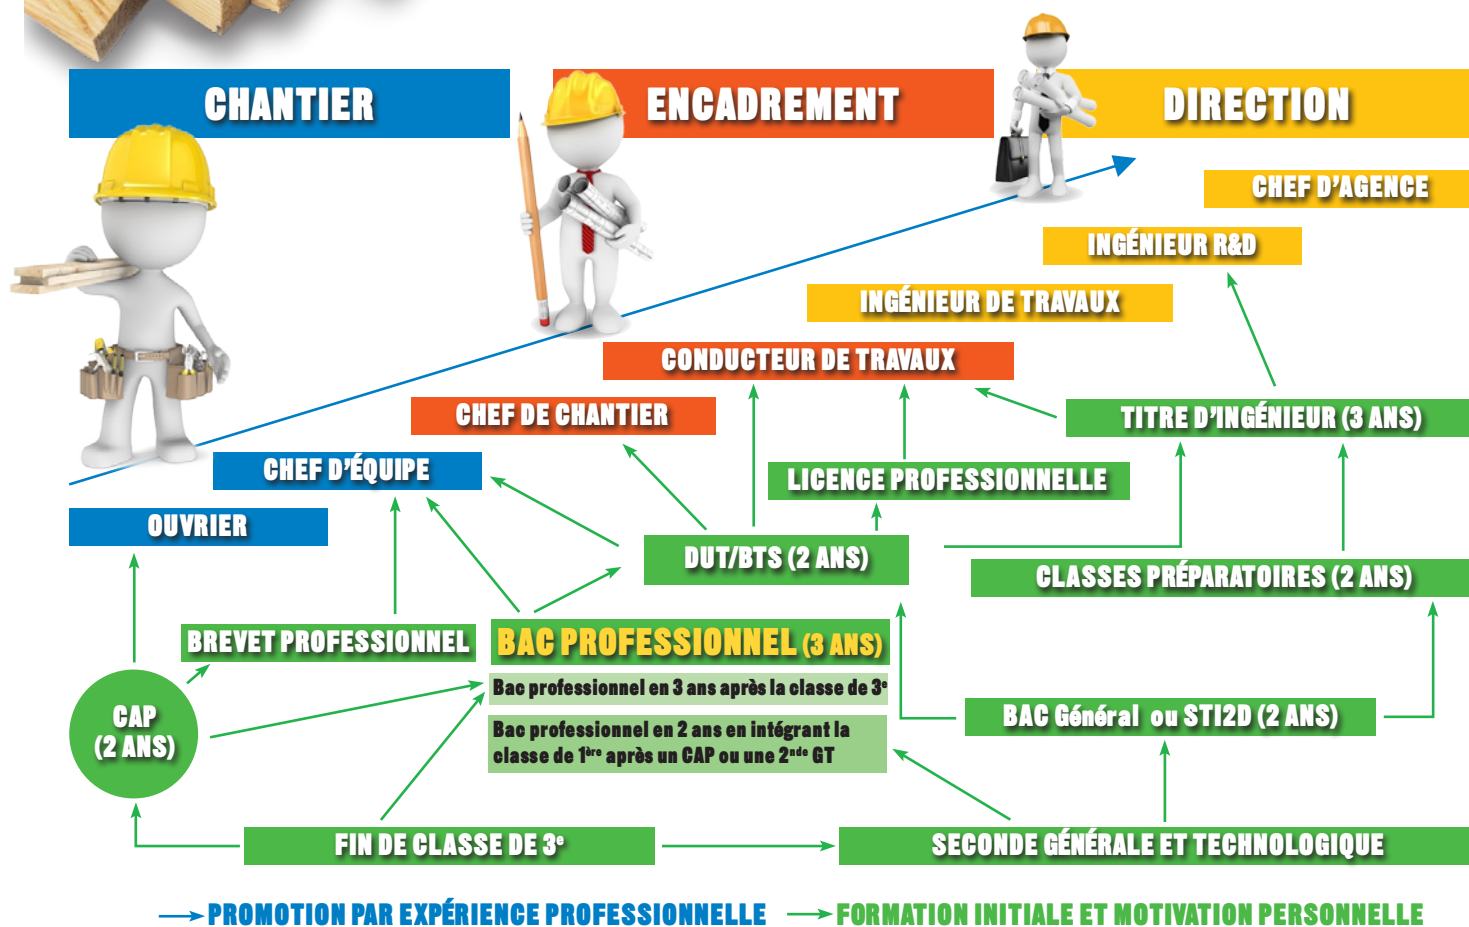 CHANTIER
ENCADREMENT
DIRECTION
CHEF D'AGENCE
INGÉNIEUR R&D
INGÉNIEUR DE TRAVAUX
CONDUCTEUR DE TRAVAUX
CHEF DE CHANTIER
TITRE D'INGÉNIEUR (3 ANS)
CHEF D'ÉQUIPE
LICENCE PROFESSIONNELLE
OUVRIER
DUT/BTS (2 ANS)
CLASSES PRÉPARATOIRES (2 ANS)
BREVET PROFESSIONNEL
BAC PROFESSIONNEL (3 ANS)
Bac professionnel en 3 ans après la classe de 3e
CAP
(2 ANS)
BAC Général ou STI2D (2 ANS)
Bac professionnel en 2 ans en intégrant la
classe de 1ère après un CAP ou une 2nde GT
FIN DE CLASSE DE 3e
SECONDE GÉNÉRALE ET TECHNOLOGIQUE
PROMOTION PAR EXPÉRIENCE PROFESSIONNELLE
FORMATION INITIALE ET MOTIVATION PERSONNELLE